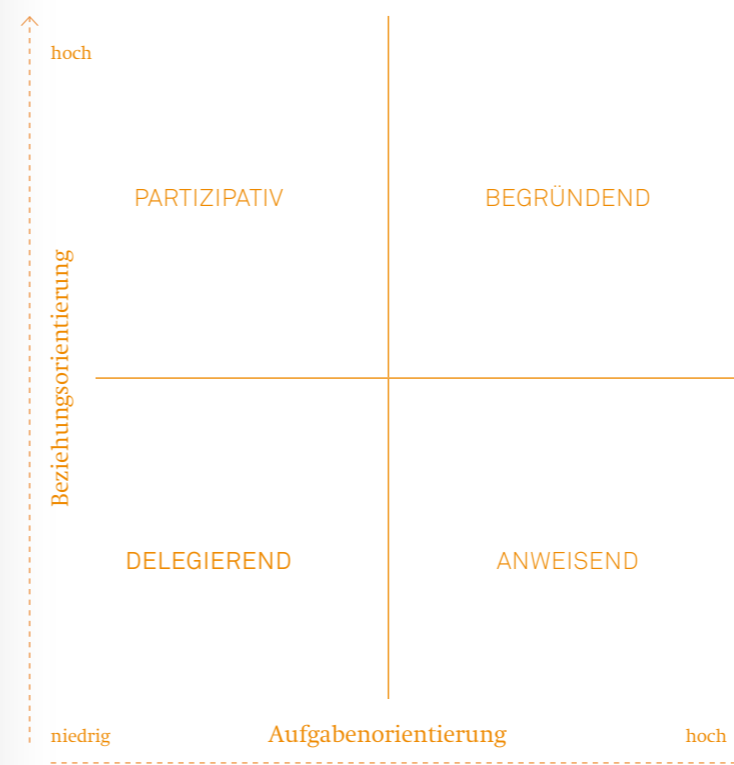 hoch
PARTIZIPATIV
BEGRÜNDEND
Beziehungsorientierung
DELEGIEREND
ANWEISEND
niedrig
Aufgabenorientierung
hoch